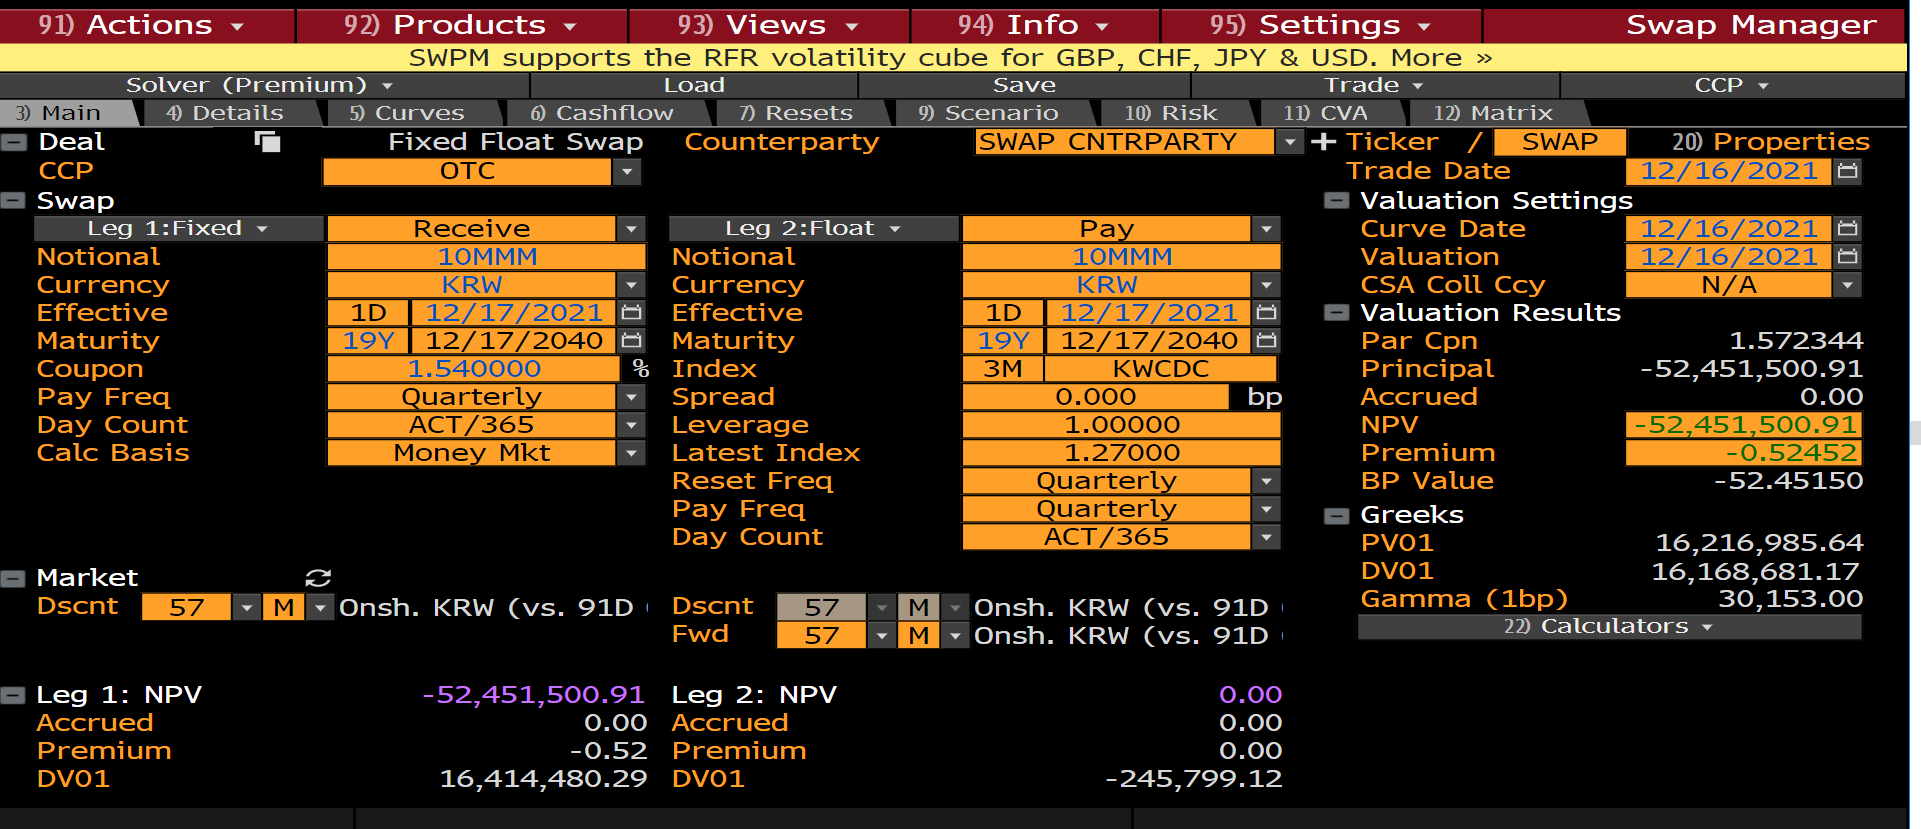 91) Actions 92) Products 93) Views 94) Info 95) Settings Swap Manager
SWPM supports the RFR volatility cube for GBP, CHF, JPY & USD. More »
Solver (Premium) Load Save Trade CCP
3) Main 4) Details 5) Curves 6) Cashflow 7) Resets 9) Scenario 10) Risk 11) CVA 12) Matrix
Deal Fixed Float Swap Counterparty SWAP CNTRPARTY + Ticker / SWAP 20) Properties
CCP OTC Trade Date 12/16/2021
Swap Valuation Settings
Leg 1:Fixed Receive Leg 2:Float Pay Curve Date 12/16/2021
Notional 10MMM Notional 10MMM Valuation 12/16/2021
Currency KRW Currency KRW CSA Coll Ccy N/A
Effective 1D 12/17/2021 Effective 1D 12/17/2021 Valuation Results
Maturity 19Y 12/17/2040 Maturity 19Y 12/17/2040 Par Cpn 1.572344
Coupon 1.540000 % Index 3M KWCDC Principal -52,451,500.91
Pay Freq Quarterly Spread 0.000 bp Accrued 0.00
Day Count ACT/365 Leverage 1.00000 NPV -52,451,500.91
Calc Basis Money Mkt Latest Index 1.27000 Premium -0.52452
Reset Freq Quarterly BP Value -52.45150
Pay Freq Quarterly Greeks
Day Count ACT/365 PV01 16,216,985.64
Market DV01 16,168,681.17
Dscnt 57 M Onsh. KRW (vs. 91D Dscnt 57 M Onsh. KRW (vs. 91D Gamma (1bp) 30,153.00
Fwd 57 M Onsh. KRW (vs. 91D 22) Calculators
Leg 1: NPV -52,451,500.91 Leg 2: NPV 0.00
Accrued 0.00 Accrued 0.00
Premium -0.52 Premium 0.00
DV01 16,414,480.29 DV01 -245,799.12